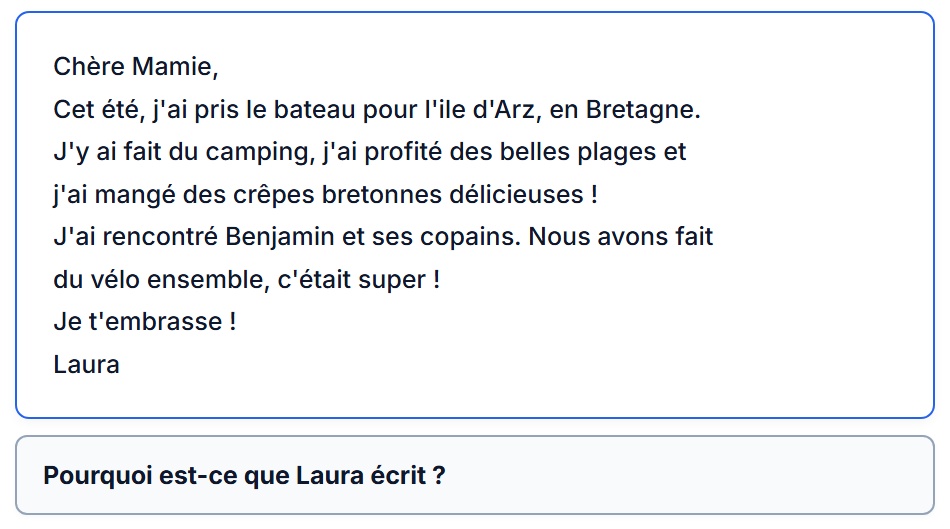 Chère Mamie,
Cet été, j'ai pris le bateau pour l'ile d'Arz, en Bretagne.
J'y ai fait du camping, j'ai profité des belles plages et
j'ai mangé des crêpes bretonnes délicieuses !
J'ai rencontré Benjamin et ses copains. Nous avons fait
du vélo ensemble, c'était super !
Je t'embrasse !
Laura
Pourquoi est-ce que Laura écrit ?